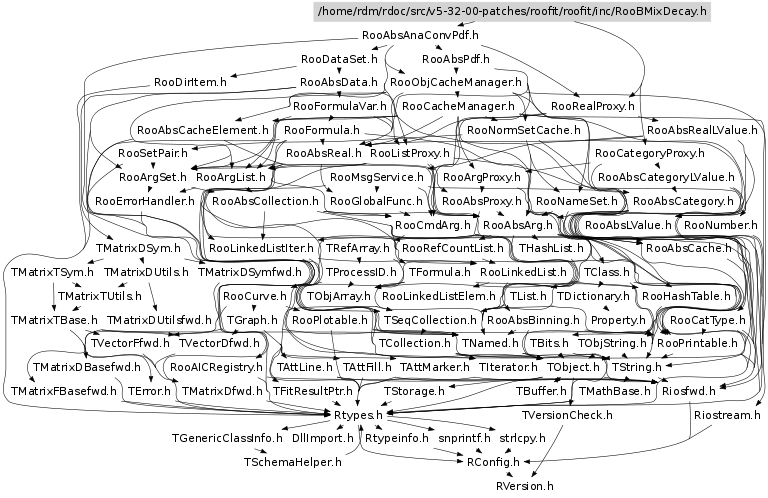 /home/rdm/rdoc/src/v5-32-00-patches/roofit/roofit/inc/RooBMixDecay.h
RooAbsAnaConvPdf.h
RooDataSet.h RooAbsPdf.h
RooDirItem.h RooAbsData.h RooObjCacheManager.h
RooFormulaVar.h RooCacheManager.h RooRealProxy.h
RooAbsCacheElement.h RooFormula.h RooNormSetCache.h RooAbsRealLValue.h
RooSetPair.h RooAbsReal.h RooListProxy.h RooCategoryProxy.h
RooArgSet.h RooArgList.h RooMsgService.h RooArgProxy.h RooAbsCategoryLValue.h
RooErrorHandler.h RooAbsCollection.h RooGlobalFunc.h RooAbsProxy.h RooNameSet.h RooAbsCategory.h
RooCmdArg.h RooAbsArg.h RooAbsLValue.h RooNumber.h
TMatrixDSym.h RooLinkedListIter.h TRefArray.h RooRefCountList.h THashList.h RooAbsCache.h
TMatrixTSym.h TMatrixDUtils.h TMatrixDSymfwd.h TProcessID.h TFormula.h RooLinkedList.h TClass.h
TMatrixTUtils.h RooCurve.h TObjArray.h RooLinkedListElem.h TList.h TDictionary.h RooHashTable.h
TMatrixTBase.h TMatrixDUtilsfwd.h TGraph.h RooPlotable.h TSeqCollection.h RooAbsBinning.h Property.h RooCatType.h
TVectorFfwd.h TVectorDfwd.h TCollection.h TNamed.h TBits.h TObjString.h RooPrintable.h
TMatrixDBasefwd.h RooAICRegistry.h TAttLine.h TAttFill.h TAttMarker.h TIterator.h TObject.h TString.h
TMatrixFBasefwd.h TError.h TMatrixDfwd.h TFitResultPtr.h TStorage.h TBuffer.h TMathBase.h Riosfwd.h
Rtypes.h TVersionCheck.h Riostream.h
TGenericClassInfo.h DllImport.h Rtypeinfo.h snprintf.h strlcpy.h
TSchemaHelper.h RConfig.h
RVersion.h